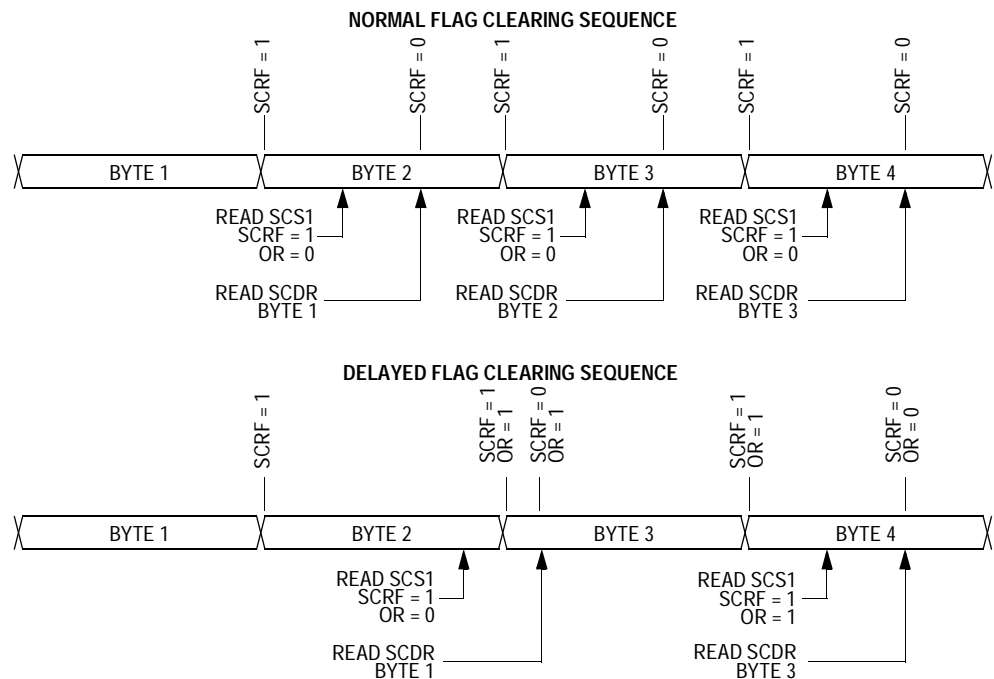 NORMAL FLAG CLEARING SEQUENCE
SCRF = 1
SCRF = 0
SCRF = 1
SCRF = 0
SCRF = 1
SCRF = 0
BYTE 1
BYTE 2
BYTE 3
BYTE 4
READ SCS1
SCRF = 1
OR = 0
READ SCS1
SCRF = 1
OR = 0
READ SCS1
SCRF = 1
OR = 0
READ SCDR
BYTE 1
READ SCDR
BYTE 2
READ SCDR
BYTE 3
DELAYED FLAG CLEARING SEQUENCE
SCRF = 1
SCRF = 1
OR = 1
SCRF = 0
OR = 1
SCRF = 1
OR = 1
SCRF = 0
OR = 0
BYTE 1
BYTE 2
BYTE 3
BYTE 4
READ SCS1
SCRF = 1
OR = 0
READ SCS1
SCRF = 1
OR = 1
READ SCDR
BYTE 1
READ SCDR
BYTE 3